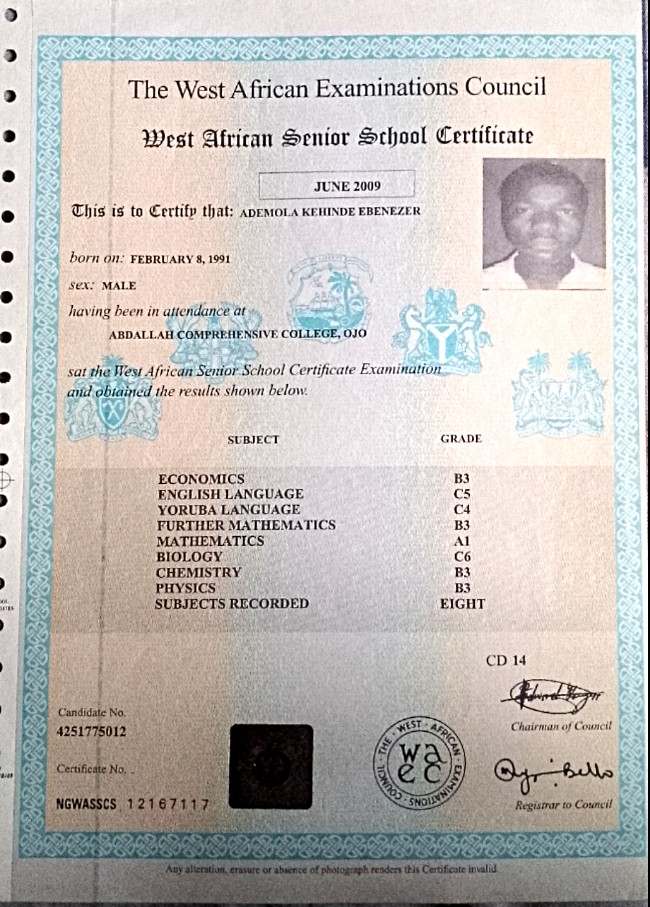 The West African Examinations Council
West African Senior School Certificate
JUNE 2009
This is to Certify that: ADEMOLA KEHINDE EBENEZER
born on: FEBRUARY 8, 1991
sex: MALE
having been in attendance at
ABDALLAH COMPREHENSIVE COLLEGE, OJO
sat the West African Senior School Certificate Examination
and obtained the results shown below.
SUBJECT GRADE
ECONOMICS B3
ENGLISH LANGUAGE C5
YORUBA LANGUAGE C4
FURTHER MATHEMATICS B3
MATHEMATICS A1
BIOLOGY C6
CHEMISTRY B3
PHYSICS B3
SUBJECTS RECORDED EIGHT
CD 14
Chairman of Council
Candidate No.
4251775012
Certificate No.
NGWASSCS 12167117
THE · WEST · AFRICAN · EXAMINATIONS · COUNCIL
waec
Registrar to Council
Any alteration, erasure or absence of photograph renders this Certificate invalid.